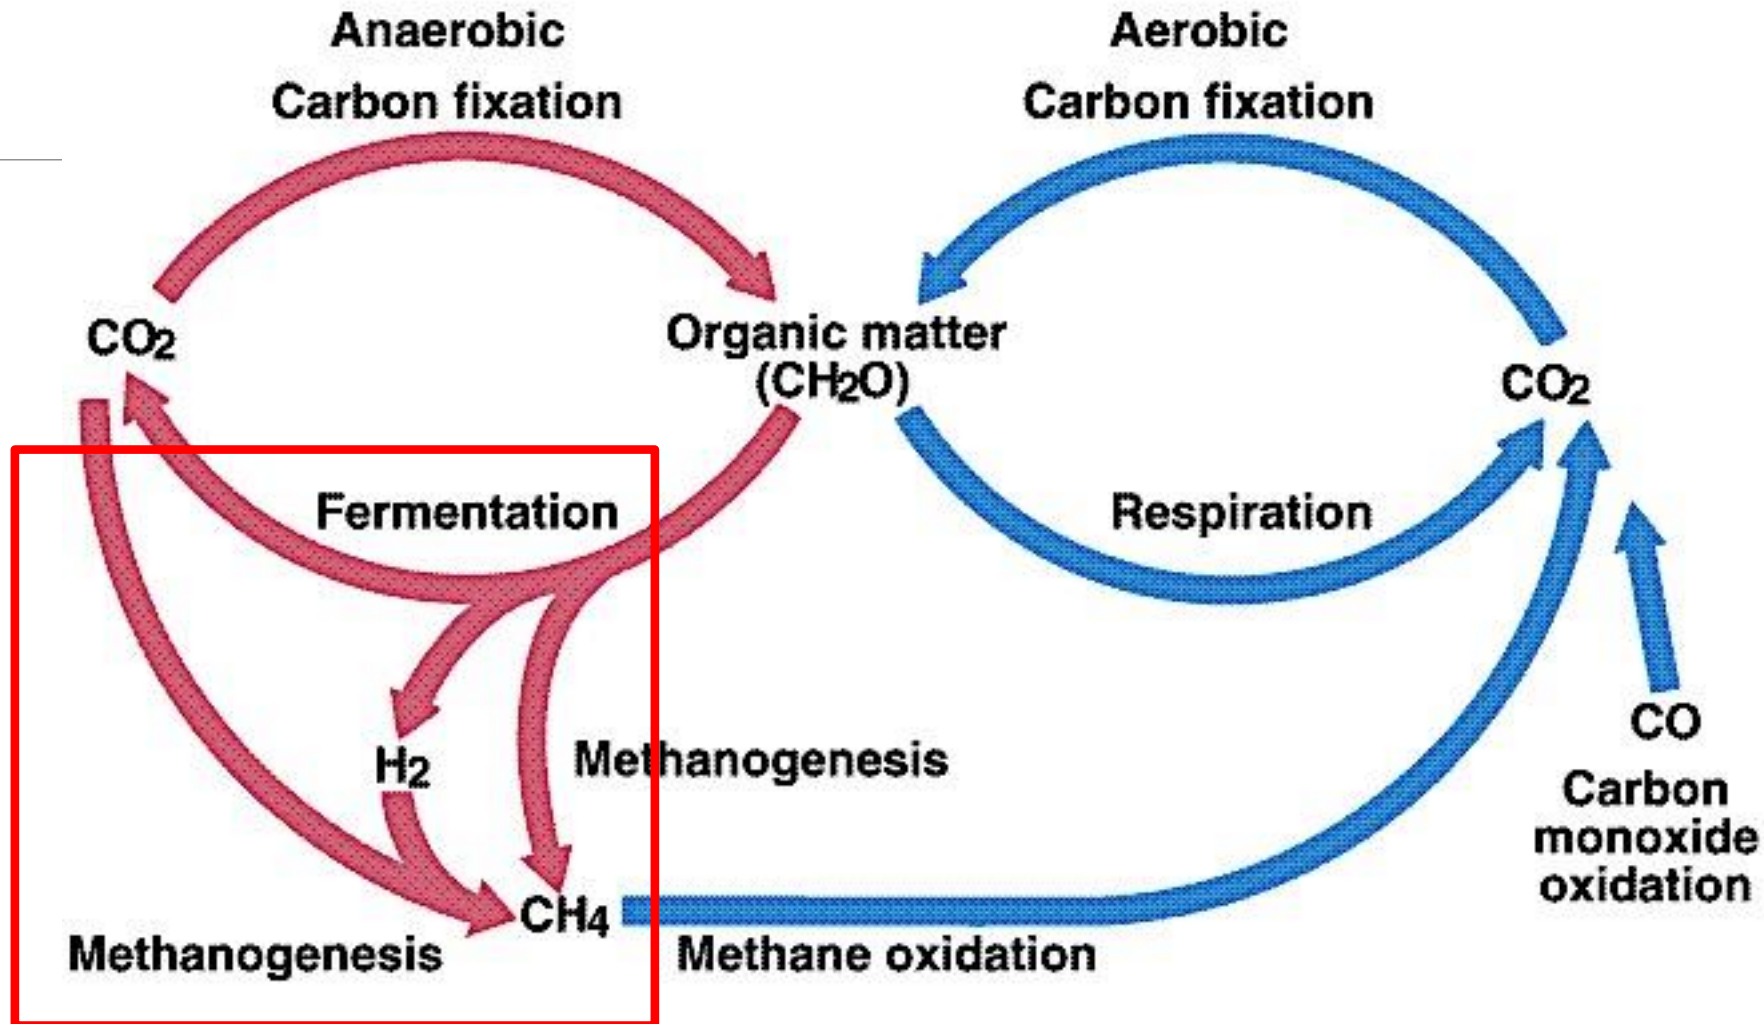 Anaerobic
Carbon fixation
Aerobic
Carbon fixation
CO2
Organic matter
(CH2O)
CO2
Fermentation
Respiration
H2
Methanogenesis
CO
Carbon
monoxide
oxidation
CH4
Methanogenesis
Methane oxidation